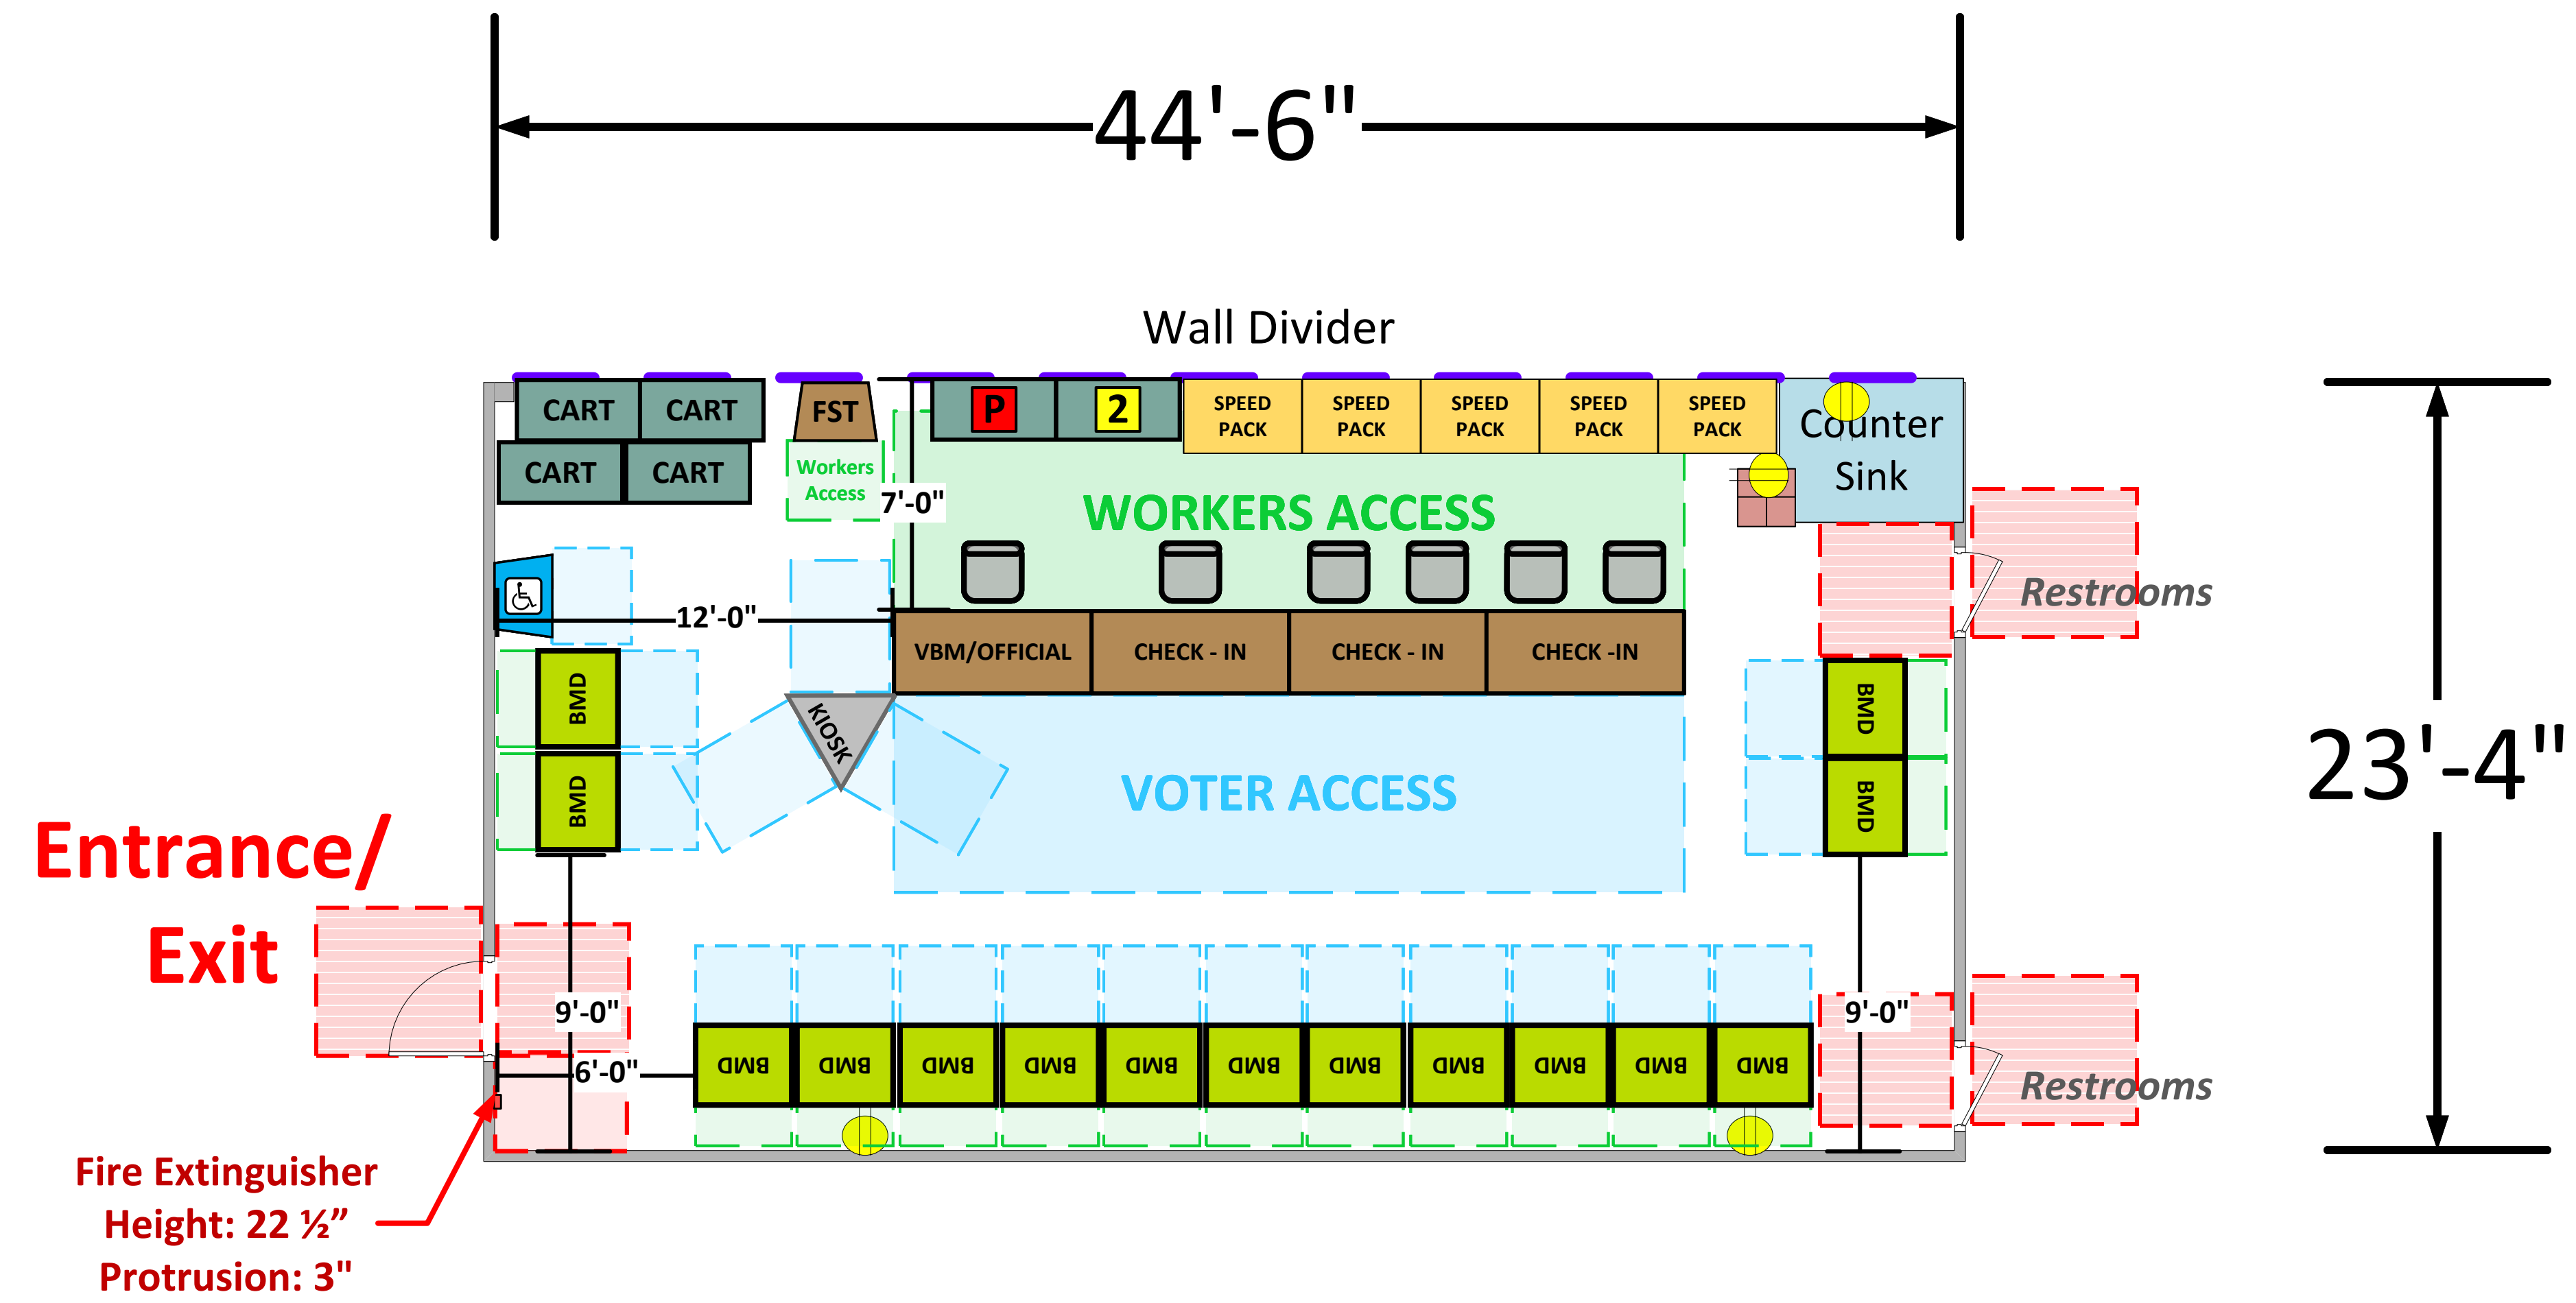 44'-6"
Wall Divider
CART CART FST P 2 SPEED PACK SPEED PACK SPEED PACK SPEED PACK SPEED PACK Counter Sink
CART CART Workers Access 7'-0" WORKERS ACCESS
Restrooms
12'-0"
VBM/OFFICIAL CHECK - IN CHECK - IN CHECK -IN
BMD KIOSK BMD
BMD VOTER ACCESS BMD
23'-4"
Entrance/
Exit
9'-0" 9'-0"
6'-0" BMD BMD BMD BMD BMD BMD BMD BMD BMD BMD BMD
Restrooms
Fire Extinguisher
Height: 22 ½”
Protrusion: 3"